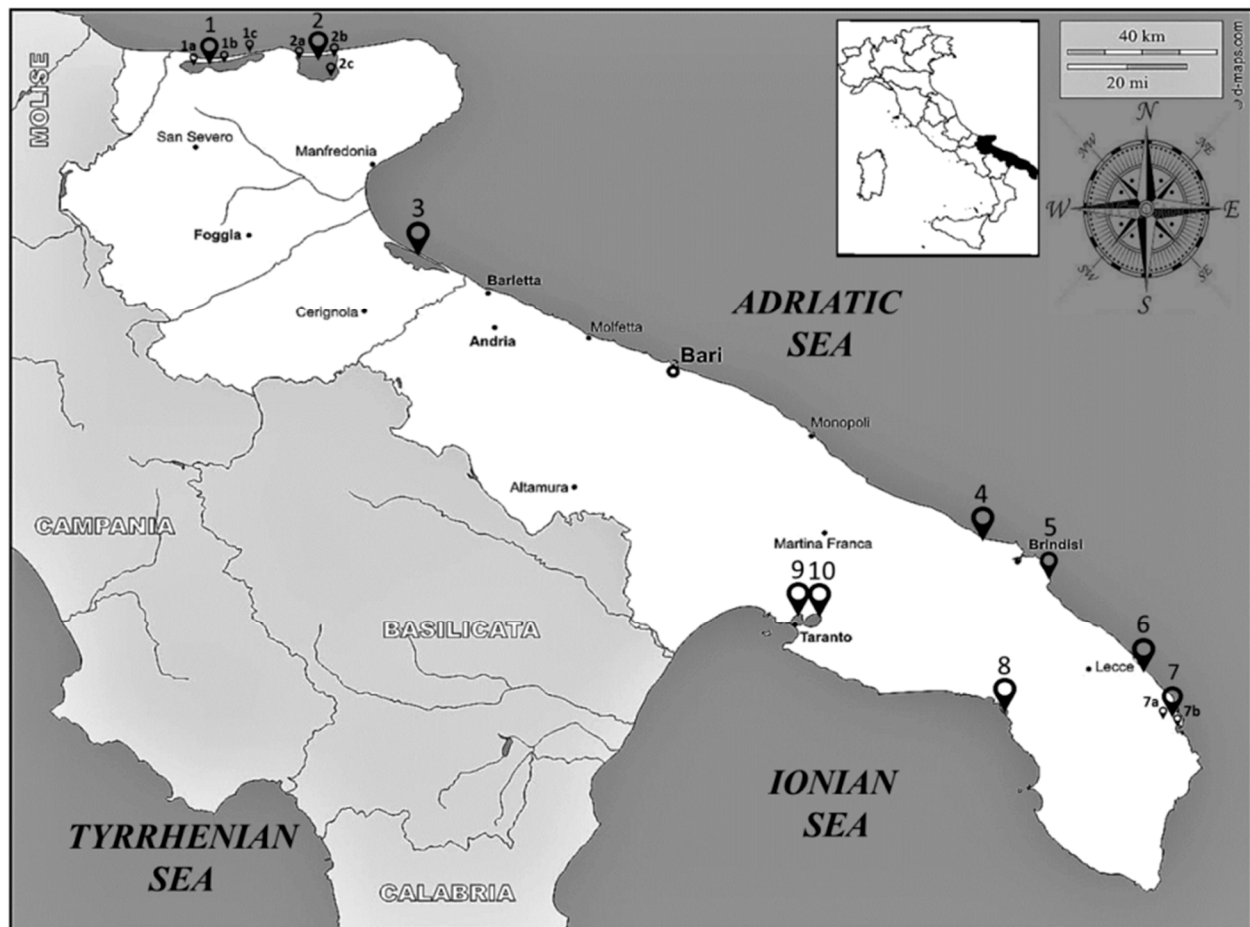 1
2
1a
1b
1c
2a
2b
2c
40 km
20 mi
d-maps.com
N
NW
NE
W
E
SW
SE
S
MOLISE
San Severo
Manfredonia
3
Foggia
Barletta
Cerignola
Andria
Molfetta
ADRIATIC
SEA
Bari
Monopoli
Altamura
4
5
CAMPANIA
Martina Franca
Brindisi
9
10
BASILICATA
Taranto
6
8
Lecce
7
7a
7b
IONIAN
SEA
TYRRHENIAN
SEA
CALABRIA